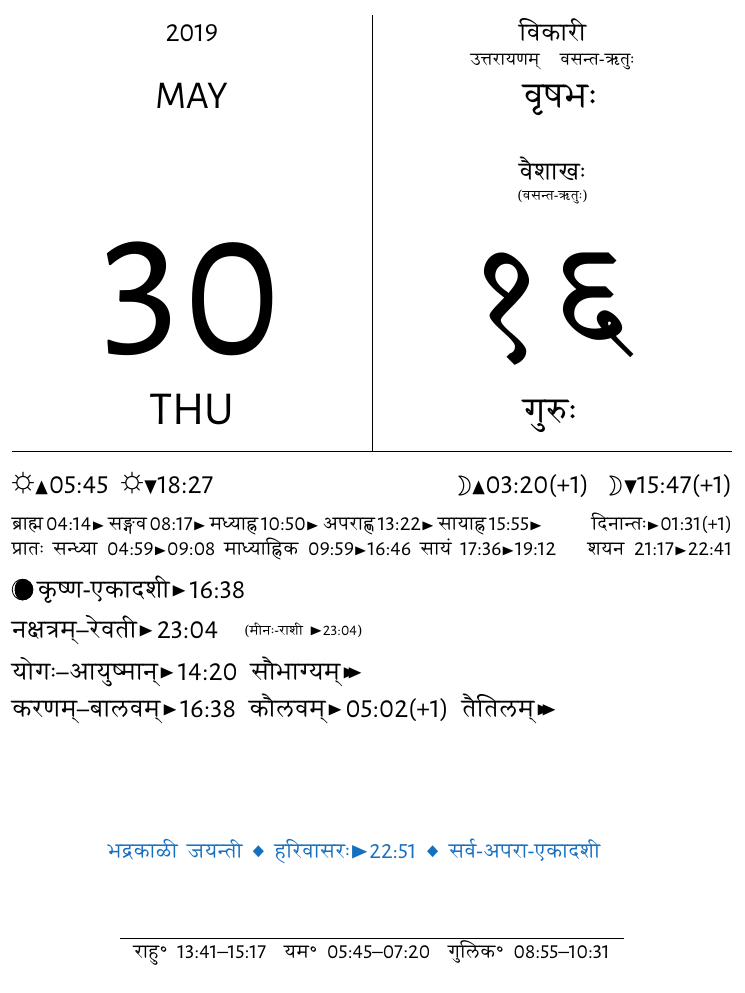 2019
MAY
30
THU
विकारी
उत्तरायणम् वसन्त-ऋतुः
वृषभः
वैशाखः
(वसन्त-ऋतुः)
१६
गुरुः
☼▲05:45 ☼▼18:27 ☽▲03:20(+1) ☽▼15:47(+1)
ब्राह्म 04:14► सङ्गव 08:17► मध्याह्न 10:50► अपराह्ण 13:22► सायाह्न 15:55► दिनान्तः►01:31(+1)
प्रातः सन्ध्या 04:59►09:08 माध्याह्निक 09:59►16:46 सायं 17:36►19:12 शयन 21:17►22:41
कृष्ण-एकादशी►16:38
नक्षत्रम्–रेवती► 23:04 (मीनः-राशी ►23:04)
योगः–आयुष्मान्►14:20 सौभाग्यम्►►
करणम्–बालवम्►16:38 कौलवम्►05:02(+1) तैतिलम्►►
भद्रकाळी जयन्ती ◆ हरिवासरः►22:51 ◆ सर्व-अपरा-एकादशी
राहु॰ 13:41–15:17 यम॰ 05:45–07:20 गुलिक॰ 08:55–10:31